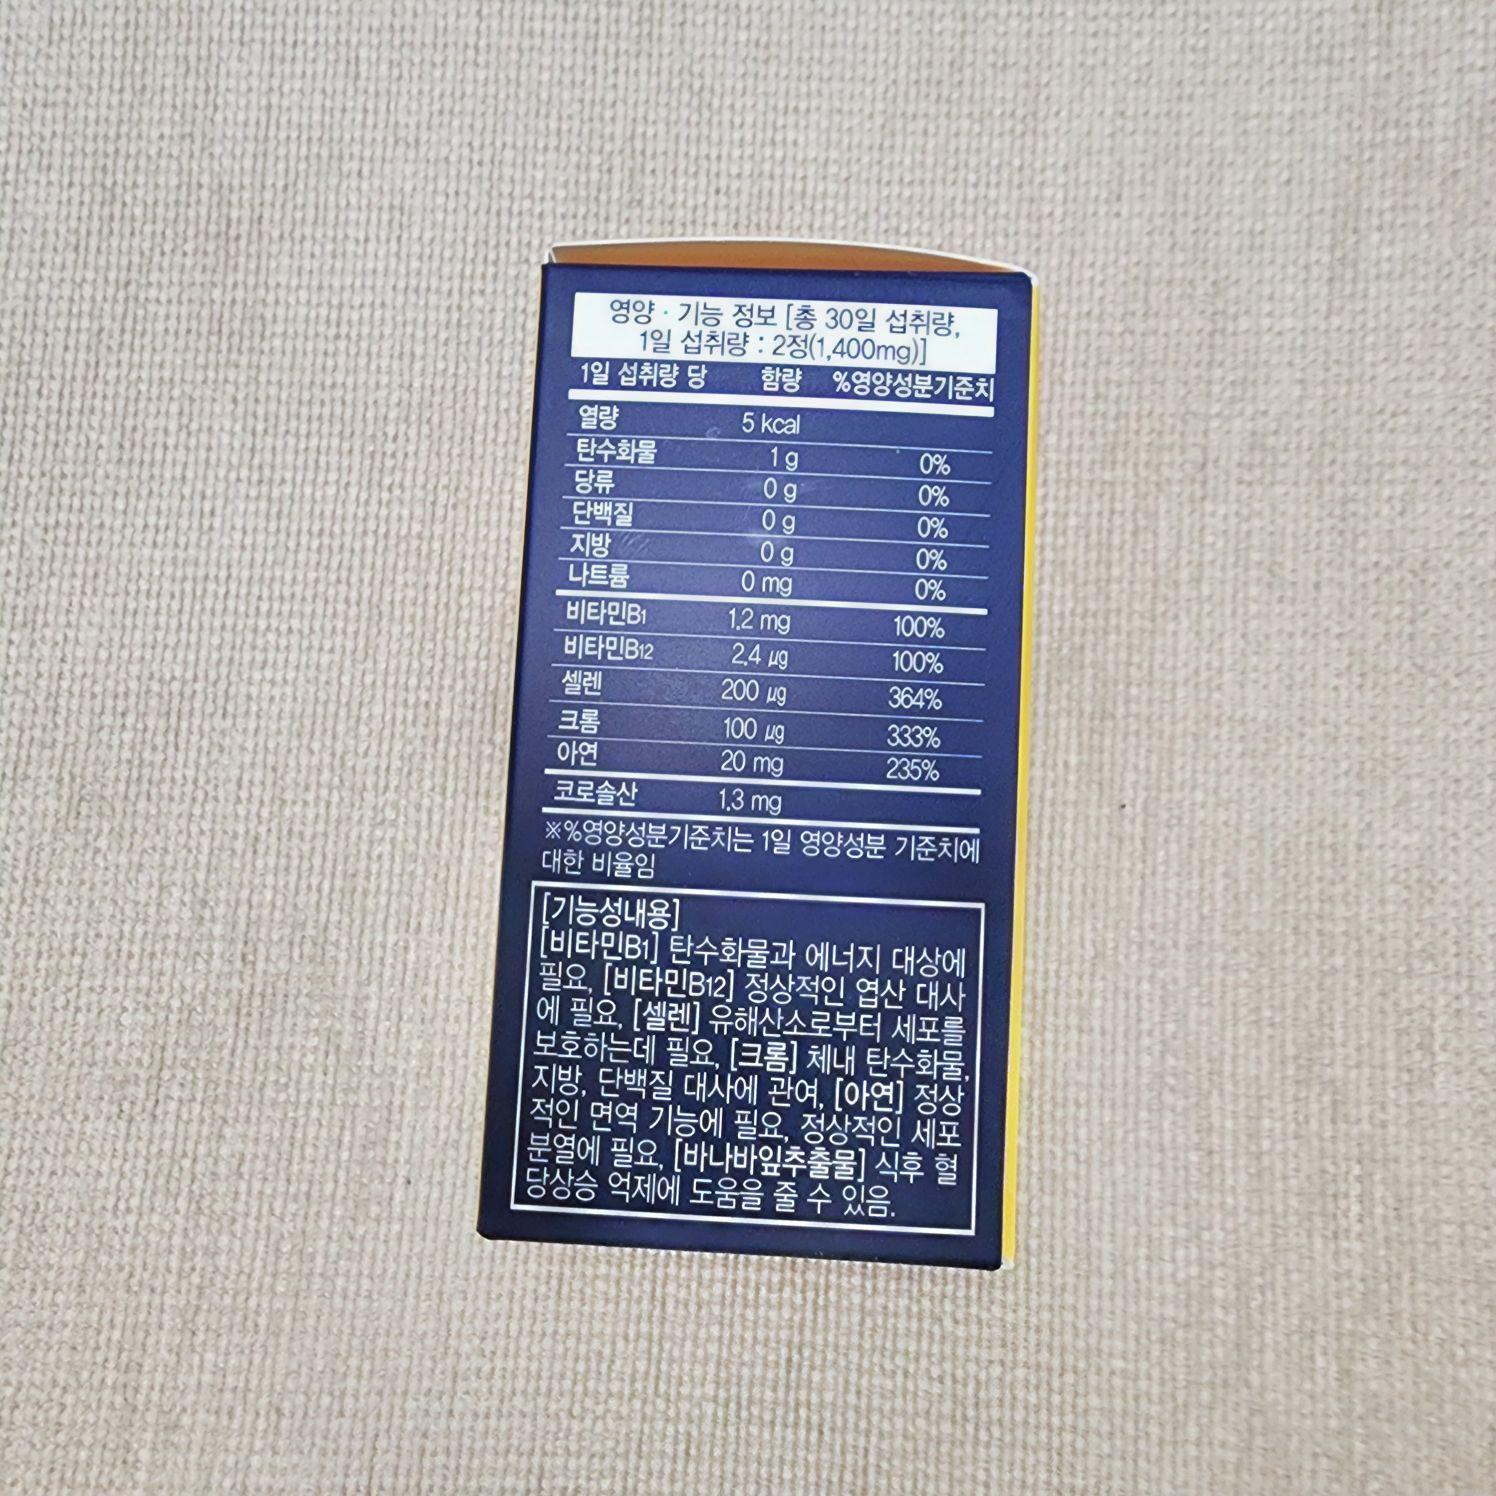 영양 · 기능 정보 [총 30일 섭취량,
1일 섭취량 : 2정(1,400mg)]
1일 섭취량 당 함량 %영양성분기준치
열량 5 kcal
탄수화물 1 g 0%
당류 0 g 0%
단백질 0 g 0%
지방 0 g 0%
나트륨 0 mg 0%
비타민B1 1.2 mg 100%
비타민B12 2.4 μg 100%
셀렌 200 μg 364%
크롬 100 μg 333%
아연 20 mg 235%
코로솔산 1.3 mg
※%영양성분기준치는 1일 영양성분 기준치에
대한 비율임
[기능성내용]
[비타민B1] 탄수화물과 에너지 대상에
필요, [비타민B12] 정상적인 엽산 대사
에 필요, [셀렌] 유해산소로부터 세포를
보호하는데 필요, [크롬] 체내 탄수화물,
지방, 단백질 대사에 관여, [아연] 정상
적인 면역 기능에 필요, 정상적인 세포
분열에 필요, [바나바잎추출물] 식후 혈
당상승 억제에 도움을 줄 수 있음.